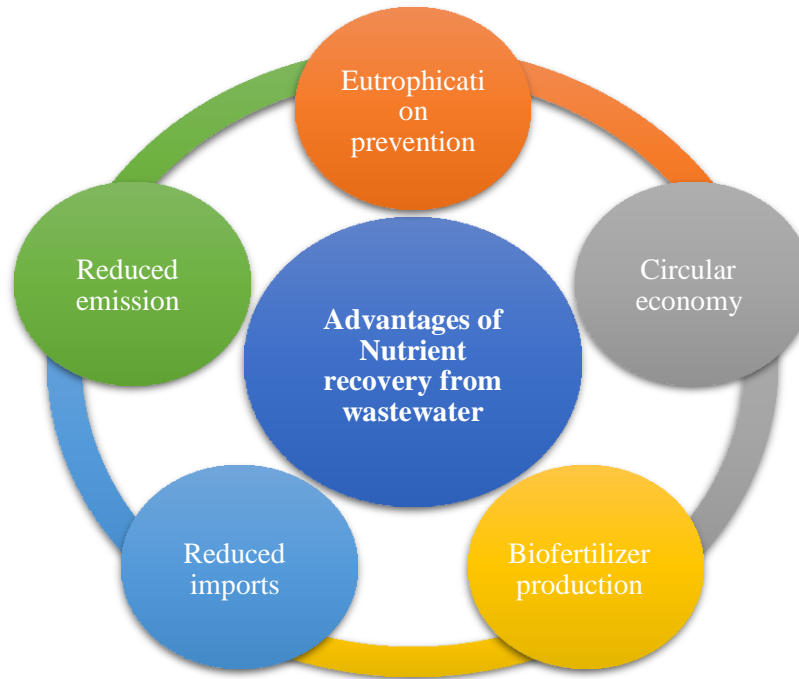 Eutrophicati
on
prevention
Reduced
emission
Circular
economy
Advantages of
Nutrient
recovery from
wastewater
Reduced
imports
Biofertilizer
production